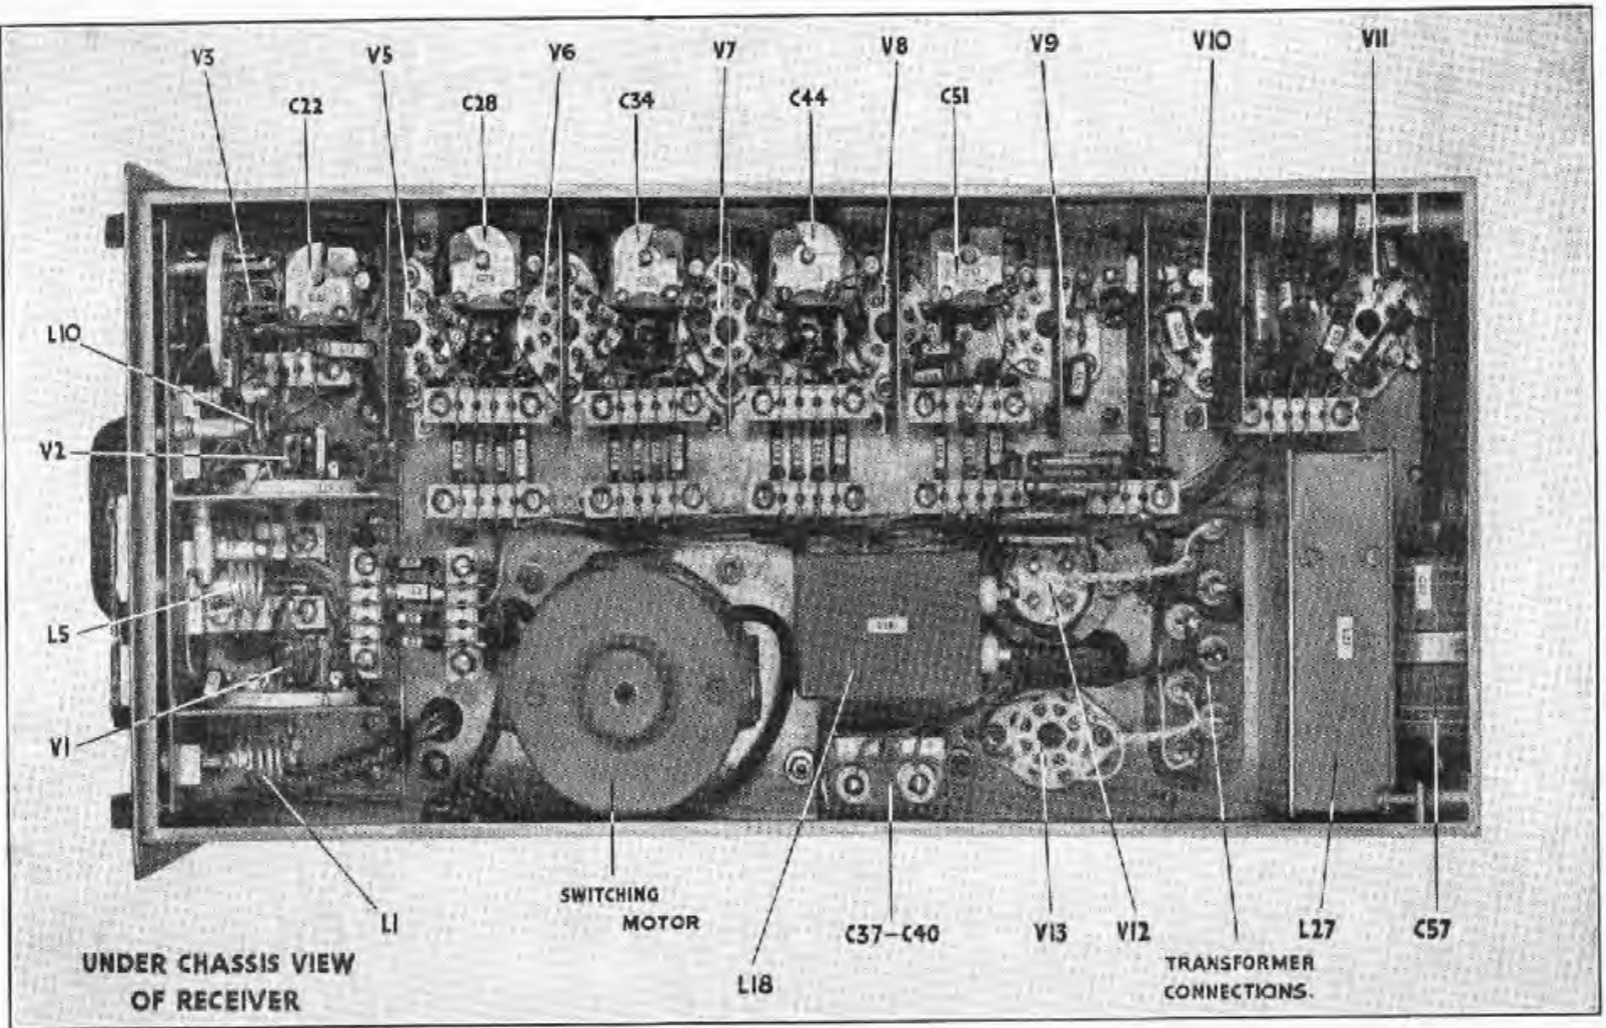 V3
V5
V6
V7
V8
V9
V10
V11
C22
C28
C34
C44
C51
L10
V2
L5
V1
L1
SWITCHING
MOTOR
L18
C37–C40
V13
V12
TRANSFORMER
CONNECTIONS.
L27
C57
UNDER CHASSIS VIEW
OF RECEIVER